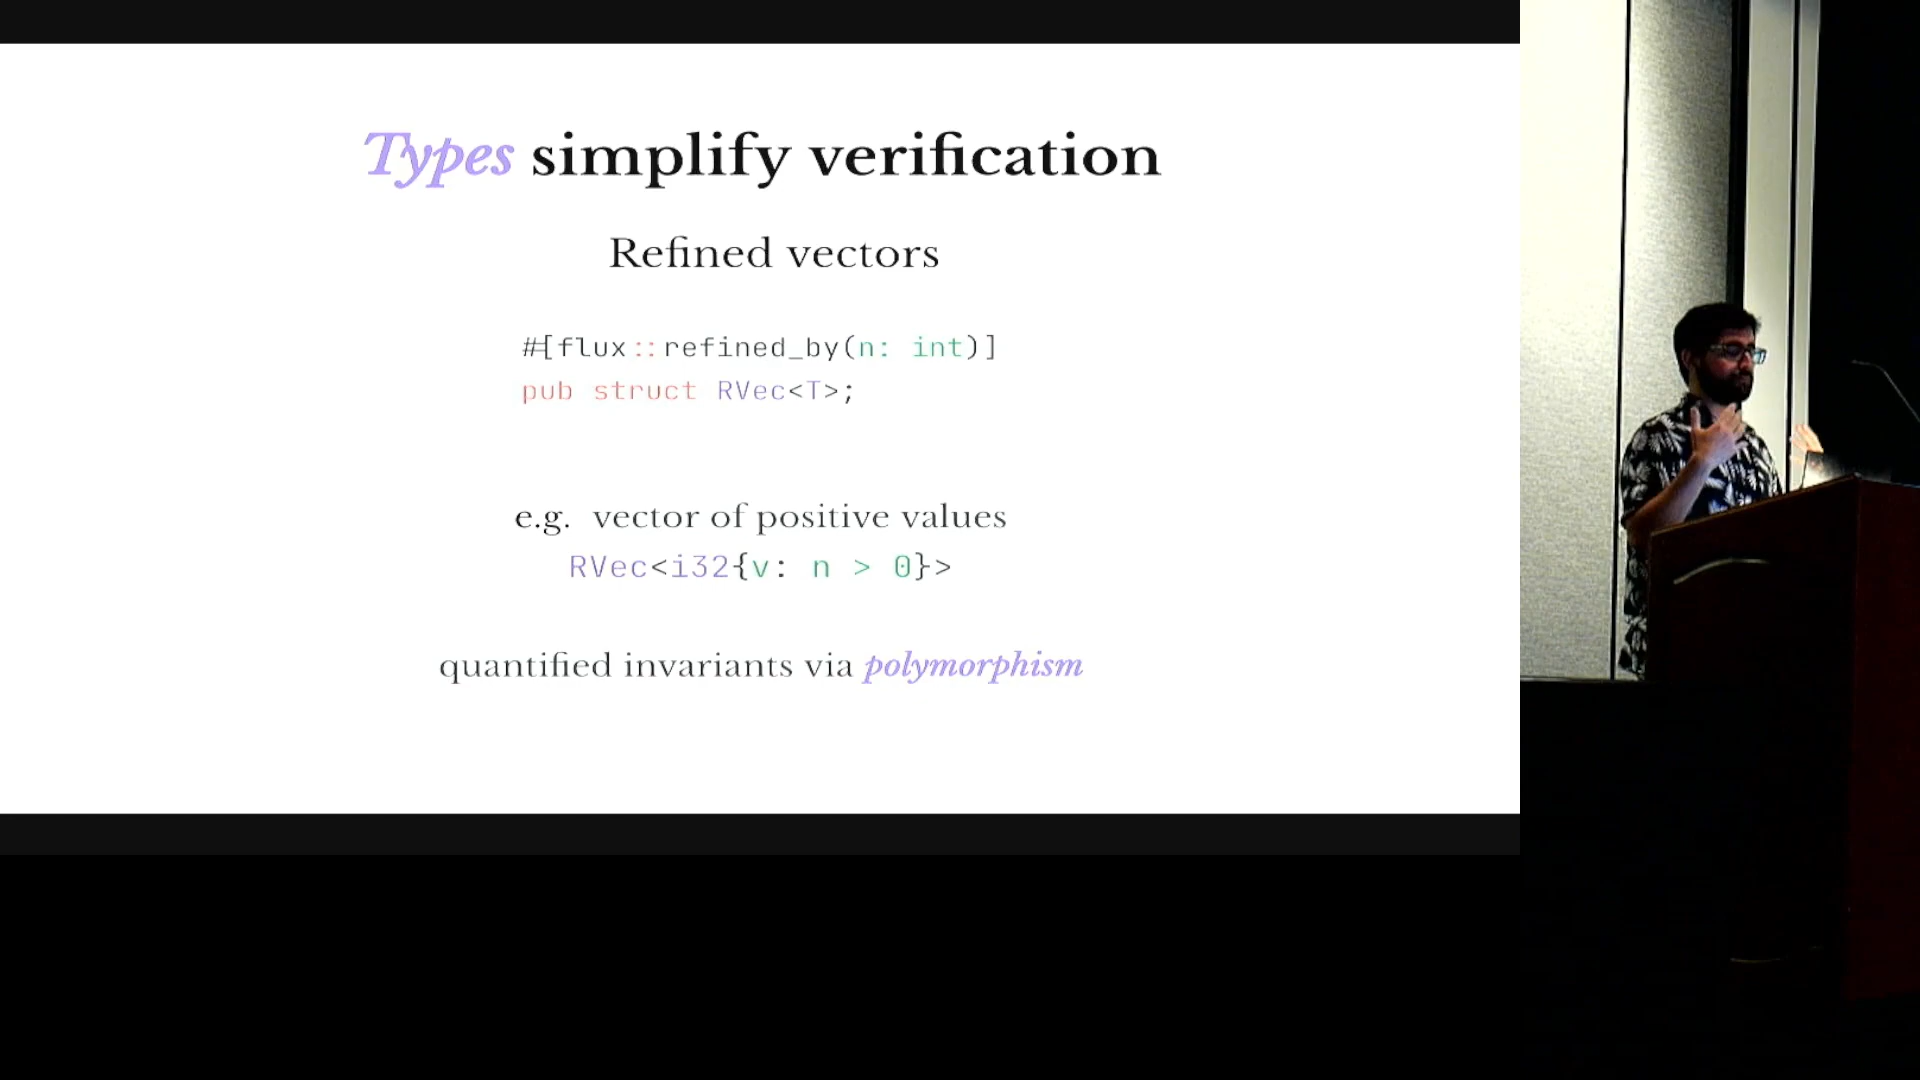 Types simplify verification
Refined vectors
#[flux::refined_by(n: int)]
pub struct RVec<T>;
e.g. vector of positive values
RVec<i32{v: n > 0}>
quantified invariants via polymorphism